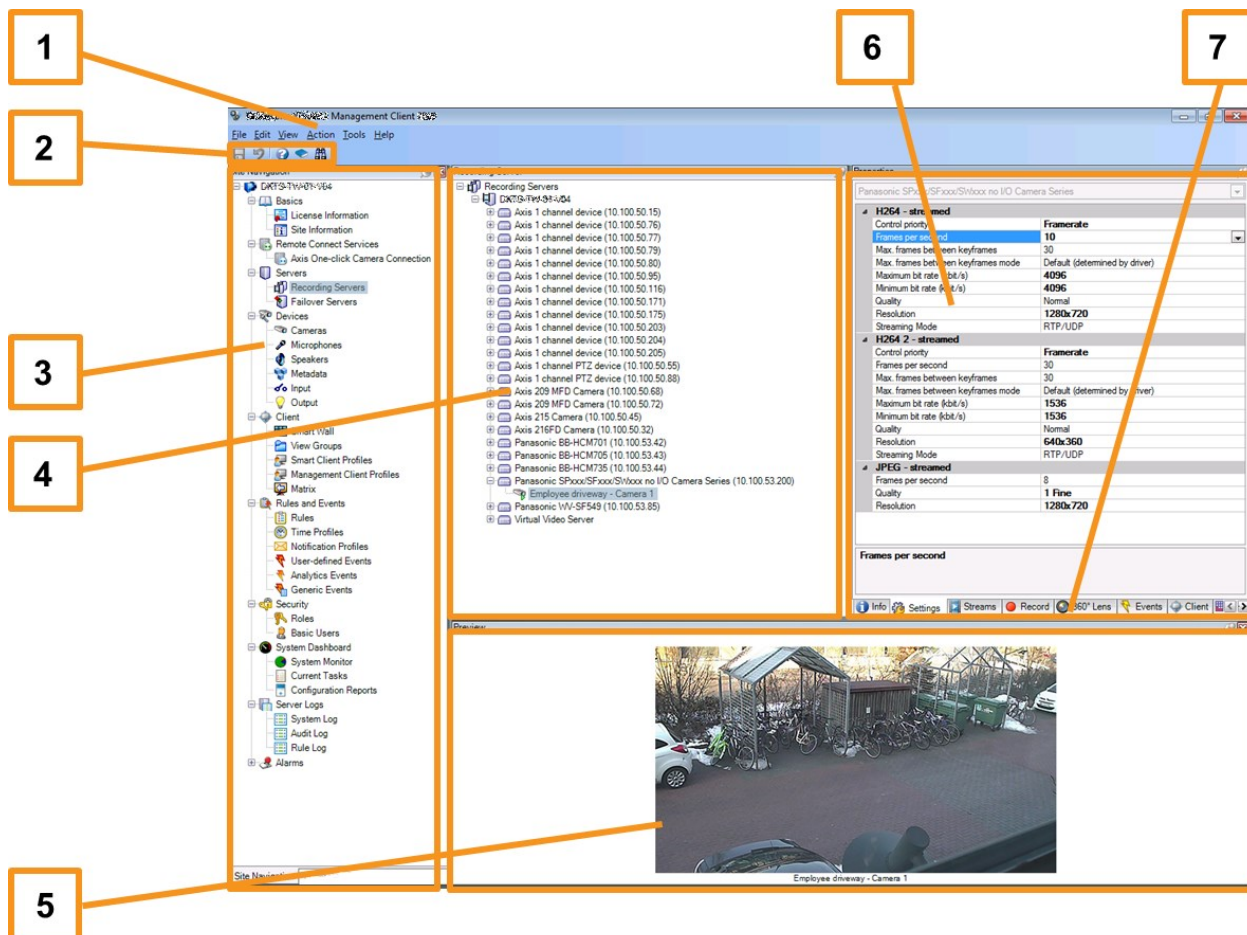 1
6
7
2
3
4
5
Management Client
File Edit View Action Tools Help
Site Navigation
Basics
License Information
Site Information
Remote Connect Services
Axis One-click Camera Connection
Servers
Recording Servers
Failover Servers
Devices
Cameras
Microphones
Speakers
Metadata
Input
Output
Client
Smart Wall
View Groups
Smart Client Profiles
Management Client Profiles
Matrix
Rules and Events
Rules
Time Profiles
Notification Profiles
User-defined Events
Analytics Events
Generic Events
Security
Roles
Basic Users
System Dashboard
System Monitor
Current Tasks
Configuration Reports
Server Logs
System Log
Audit Log
Rule Log
Alarms
Site Navigation
Recording Server
Recording Servers
Axis 1 channel device (10.100.50.15)
Axis 1 channel device (10.100.50.76)
Axis 1 channel device (10.100.50.77)
Axis 1 channel device (10.100.50.79)
Axis 1 channel device (10.100.50.80)
Axis 1 channel device (10.100.50.95)
Axis 1 channel device (10.100.50.116)
Axis 1 channel device (10.100.50.171)
Axis 1 channel device (10.100.50.175)
Axis 1 channel device (10.100.50.203)
Axis 1 channel device (10.100.50.204)
Axis 1 channel device (10.100.50.205)
Axis 1 channel PTZ device (10.100.50.55)
Axis 1 channel PTZ device (10.100.50.88)
Axis 209 MFD Camera (10.100.50.68)
Axis 209 MFD Camera (10.100.50.72)
Axis 215 Camera (10.100.50.45)
Axis 216FD Camera (10.100.50.32)
Panasonic BB-HCM701 (10.100.53.42)
Panasonic BB-HCM705 (10.100.53.43)
Panasonic BB-HCM735 (10.100.53.44)
Panasonic SPxxx/SFxxx/SWxxx no I/O Camera Series (10.100.53.200)
Employee driveway - Camera 1
Panasonic WV-SF549 (10.100.53.85)
Virtual Video Server
Properties
Panasonic SPxxx/SFxxx/SWxxx no I/O Camera Series
H264 - streamed
Control priority Framerate
Frames per second 10
Max. frames between keyframes 30
Max. frames between keyframes mode Default (determined by driver)
Maximum bit rate (kbit/s) 4096
Minimum bit rate (kbit/s) 4096
Quality Normal
Resolution 1280x720
Streaming Mode RTP/UDP
H264 2 - streamed
Control priority Framerate
Frames per second 30
Max. frames between keyframes 30
Max. frames between keyframes mode Default (determined by driver)
Maximum bit rate (kbit/s) 1536
Minimum bit rate (kbit/s) 1536
Quality Normal
Resolution 640x360
Streaming Mode RTP/UDP
JPEG - streamed
Frames per second 8
Quality 1 Fine
Resolution 1280x720
Frames per second
Info Settings Streams Record 360° Lens Events Client
Preview
Employee driveway - Camera 1